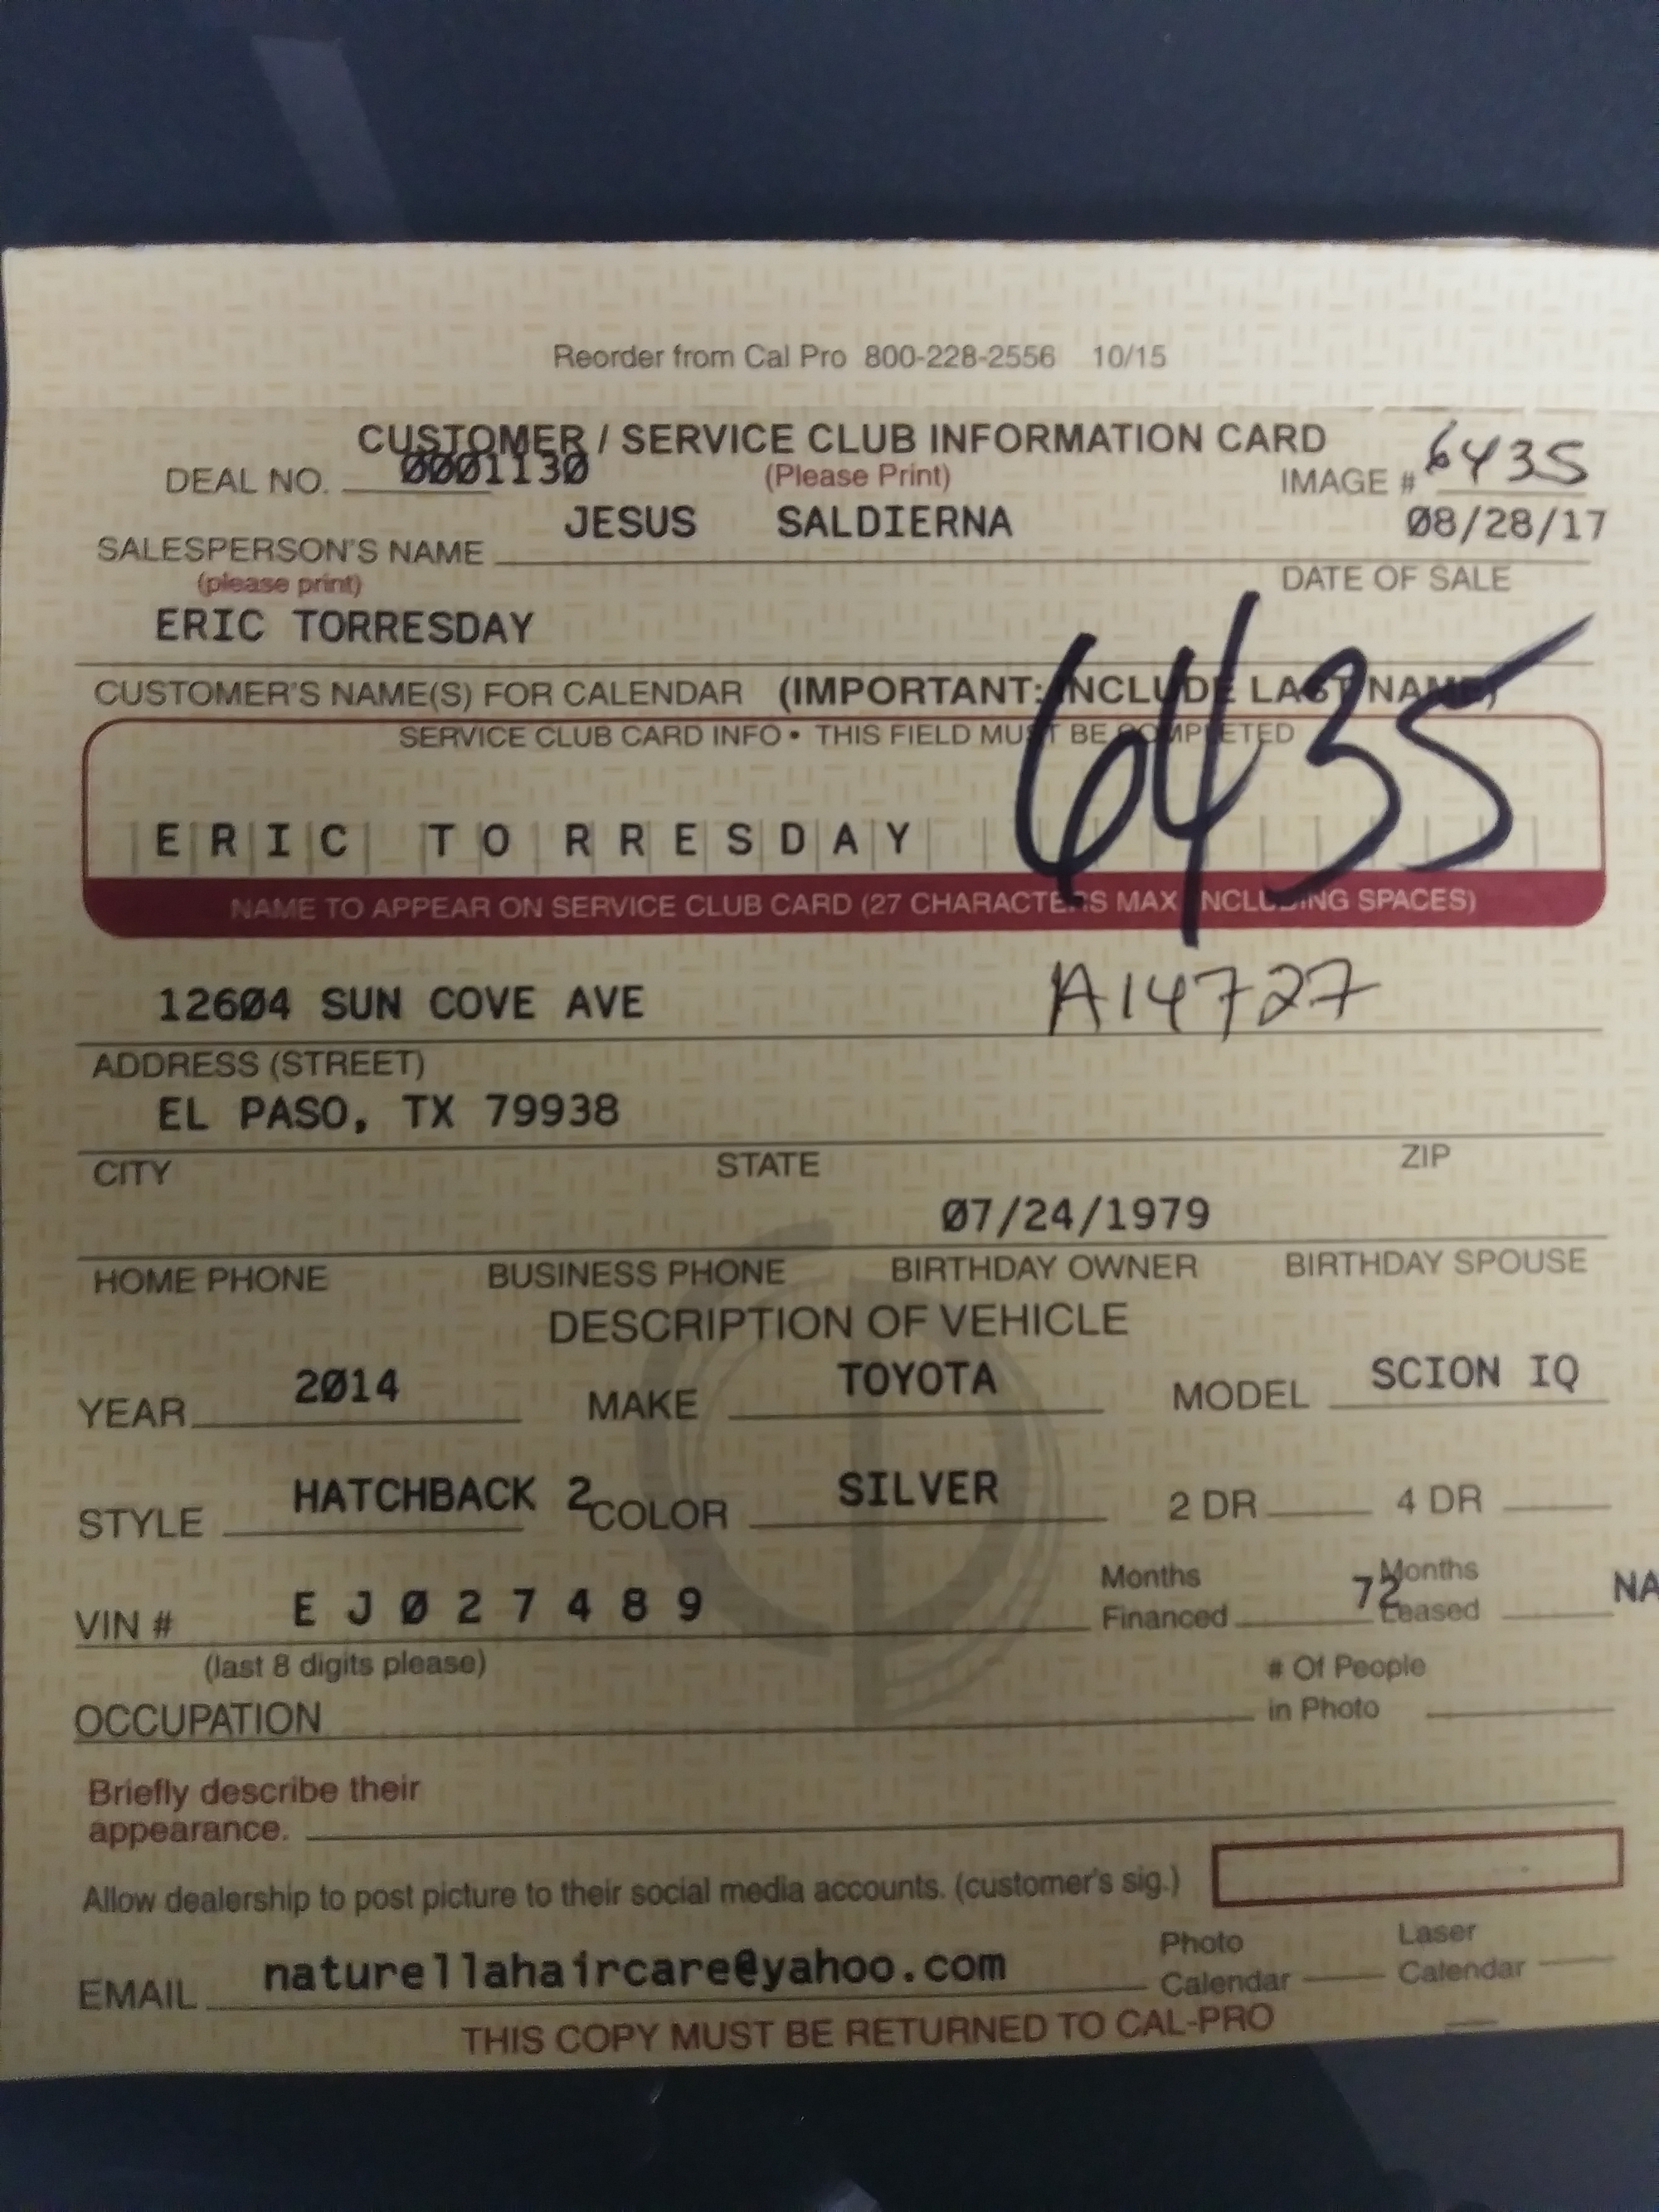 Reorder from Cal Pro 800-228-2556 10/15
CUSTOMER / SERVICE CLUB INFORMATION CARD
DEAL NO. 0001130 (Please Print) IMAGE # 6435
SALESPERSON'S NAME JESUS SALDIERNA 08/28/17
(please print) DATE OF SALE
ERIC TORRESDAY
CUSTOMER'S NAME(S) FOR CALENDAR (IMPORTANT: INCLUDE LAST NAME)
6435
SERVICE CLUB CARD INFO • THIS FIELD MUST BE COMPLETED
ERIC TORRESDAY
NAME TO APPEAR ON SERVICE CLUB CARD (27 CHARACTERS MAX INCLUDING SPACES)
12604 SUN COVE AVE A14727
ADDRESS (STREET)
EL PASO, TX 79938
CITY STATE ZIP
07/24/1979
HOME PHONE BUSINESS PHONE BIRTHDAY OWNER BIRTHDAY SPOUSE
DESCRIPTION OF VEHICLE
YEAR 2014 MAKE TOYOTA MODEL SCION IQ
STYLE HATCHBACK 2 COLOR SILVER 2 DR 4 DR
VIN # EJ027489 Months Financed 72 Months Leased NA
(last 8 digits please) # Of People
OCCUPATION in Photo
Briefly describe their
appearance.
Allow dealership to post picture to their social media accounts. (customer's sig.)
EMAIL naturellahaircare@yahoo.com Photo Calendar Laser Calendar
THIS COPY MUST BE RETURNED TO CAL-PRO